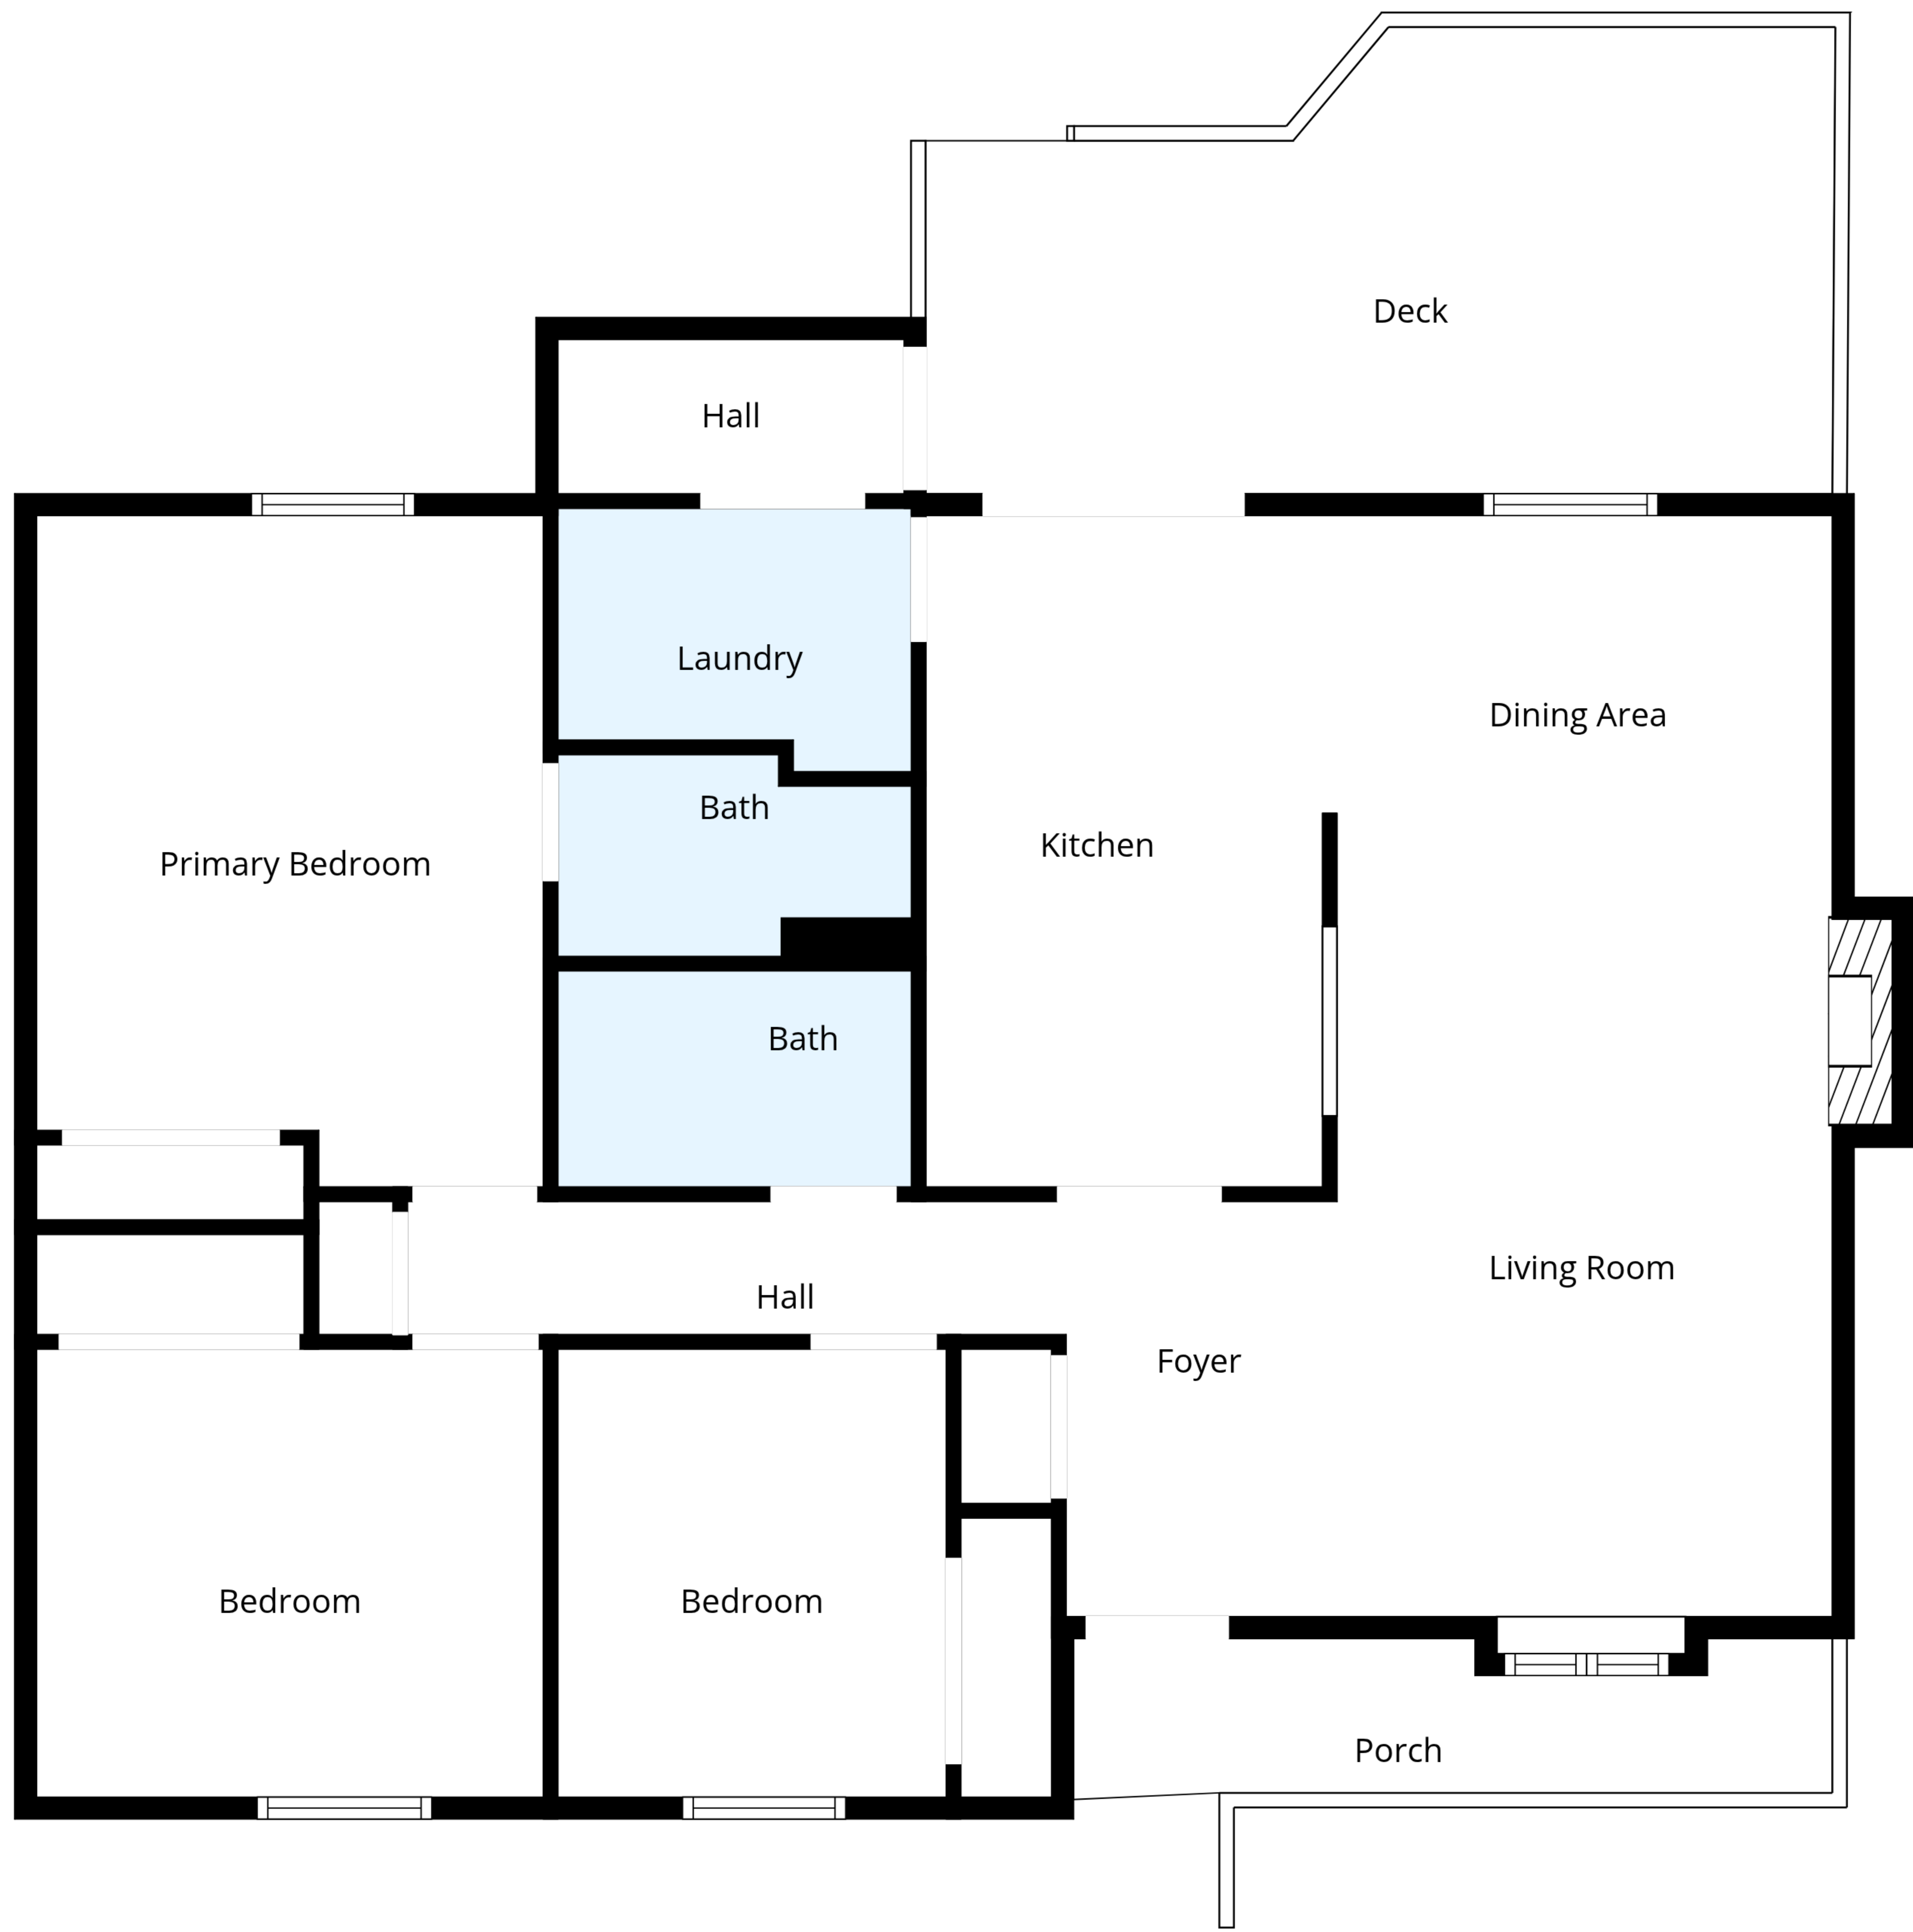 Deck
Hall
Laundry
Dining Area
Bath
Kitchen
Primary Bedroom
Bath
Living Room
Hall
Foyer
Bedroom
Bedroom
Porch